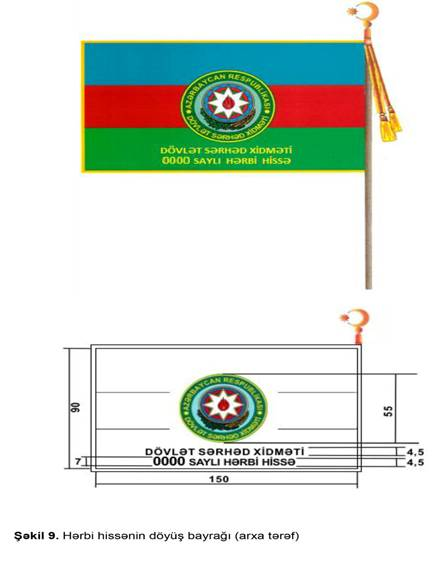 AZƏRBAYCAN RESPUBLİKASI
DÖVLƏT SƏRHƏD XİDMƏTİ
DÖVLƏT SƏRHƏD XİDMƏTİ
0000 SAYLI HƏRBİ HİSSƏ
90
AZƏRBAYCAN RESPUBLİKASI
DÖVLƏT SƏRHƏD XİDMƏTİ
55
DÖVLƏT SƏRHƏD XİDMƏTİ
4,5
7
0000 SAYLI HƏRBİ HİSSƏ
4,5
150
Şəkil 9. Hərbi hissənin döyüş bayrağı (arxa tərəf)